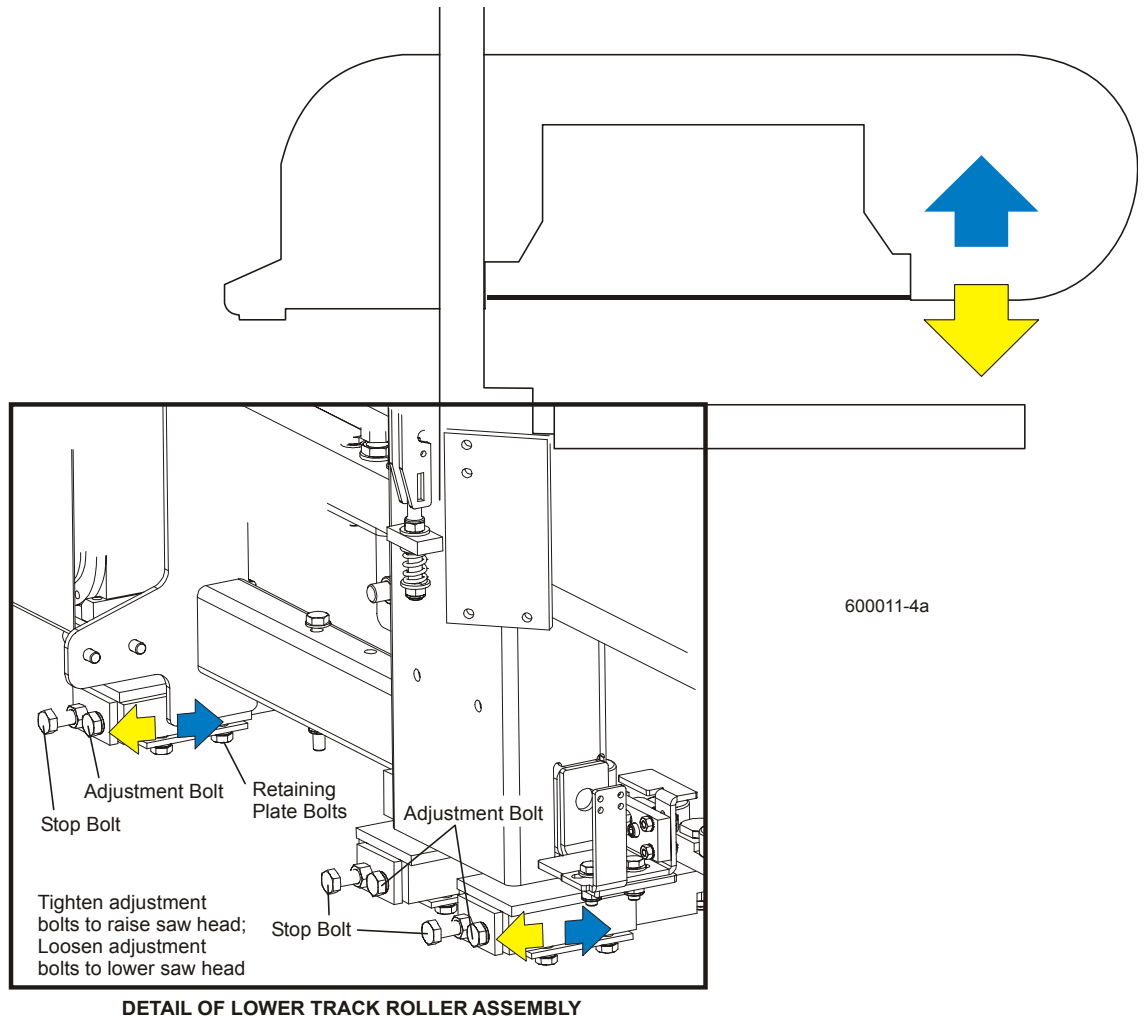 600011-4a
Adjustment Bolt
Stop Bolt
Retaining
Plate Bolts
Adjustment Bolt
Stop Bolt
Tighten adjustment
bolts to raise saw head;
Loosen adjustment
bolts to lower saw head
DETAIL OF LOWER TRACK ROLLER ASSEMBLY